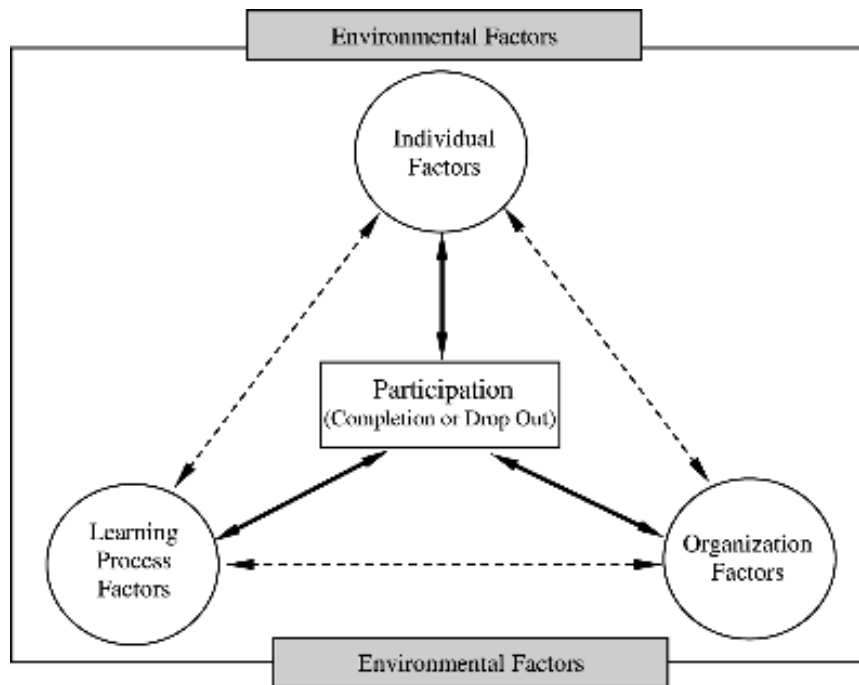 Environmental Factors
Individual
Factors
Participation
(Completion or Drop Out)
Learning
Process
Factors
Organization
Factors
Environmental Factors